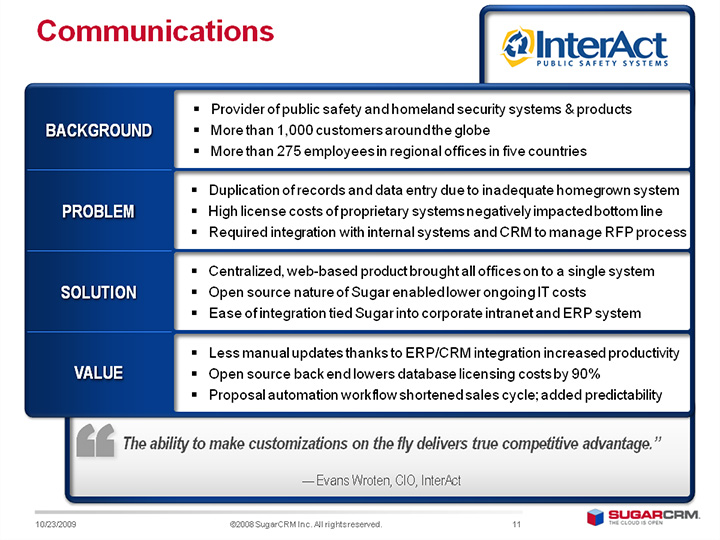 Communications
InterAct
PUBLIC SAFETY SYSTEMS
BACKGROUND
▪ Provider of public safety and homeland security systems & products
▪ More than 1,000 customers around the globe
▪ More than 275 employees in regional offices in five countries
PROBLEM
▪ Duplication of records and data entry due to inadequate homegrown system
▪ High license costs of proprietary systems negatively impacted bottom line
▪ Required integration with internal systems and CRM to manage RFP process
SOLUTION
▪ Centralized, web-based product brought all offices on to a single system
▪ Open source nature of Sugar enabled lower ongoing IT costs
▪ Ease of integration tied Sugar into corporate intranet and ERP system
VALUE
▪ Less manual updates thanks to ERP/CRM integration increased productivity
▪ Open source back end lowers database licensing costs by 90%
▪ Proposal automation workflow shortened sales cycle; added predictability
“The ability to make customizations on the fly delivers true competitive advantage.”
— Evans Wroten, CIO, InterAct
10/23/2009
©2008 SugarCRM Inc. All rights reserved.
11
SUGARCRM.
THE CLOUD IS OPEN